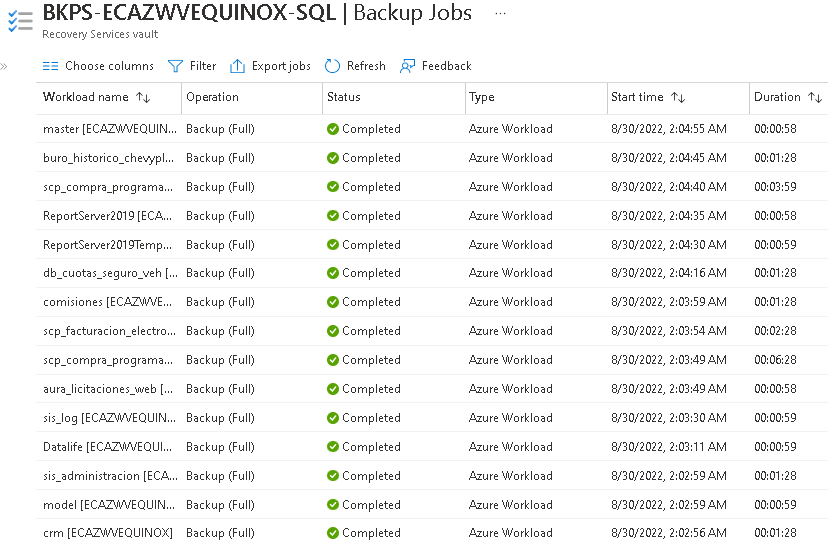 BKPS-ECAZWVEQUINOX-SQL | Backup Jobs ...
Recovery Services vault
» Choose columns Filter Export jobs Refresh Feedback
Workload name ↑↓ Operation Status Type Start time ↑↓ Duration ↑↓
master [ECAZWVEQUIN... Backup (Full) Completed Azure Workload 8/30/2022, 2:04:55 AM 00:00:58
buro_historico_chevypl... Backup (Full) Completed Azure Workload 8/30/2022, 2:04:45 AM 00:01:28
scp_compra_programa... Backup (Full) Completed Azure Workload 8/30/2022, 2:04:40 AM 00:03:59
ReportServer2019 [ECA... Backup (Full) Completed Azure Workload 8/30/2022, 2:04:35 AM 00:00:58
ReportServer2019Temp... Backup (Full) Completed Azure Workload 8/30/2022, 2:04:30 AM 00:00:59
db_cuotas_seguro_veh [... Backup (Full) Completed Azure Workload 8/30/2022, 2:04:16 AM 00:01:28
comisiones [ECAZWVE... Backup (Full) Completed Azure Workload 8/30/2022, 2:03:59 AM 00:01:28
scp_facturacion_electro... Backup (Full) Completed Azure Workload 8/30/2022, 2:03:54 AM 00:02:28
scp_compra_programa... Backup (Full) Completed Azure Workload 8/30/2022, 2:03:49 AM 00:06:28
aura_licitaciones_web [... Backup (Full) Completed Azure Workload 8/30/2022, 2:03:49 AM 00:00:58
sis_log [ECAZWVEQUIN... Backup (Full) Completed Azure Workload 8/30/2022, 2:03:30 AM 00:00:59
Datalife [ECAZWVEQUI... Backup (Full) Completed Azure Workload 8/30/2022, 2:03:11 AM 00:00:59
sis_administracion [ECA... Backup (Full) Completed Azure Workload 8/30/2022, 2:02:59 AM 00:01:28
model [ECAZWVEQUIN... Backup (Full) Completed Azure Workload 8/30/2022, 2:02:59 AM 00:00:59
crm [ECAZWVEQUINOX] Backup (Full) Completed Azure Workload 8/30/2022, 2:02:56 AM 00:01:28